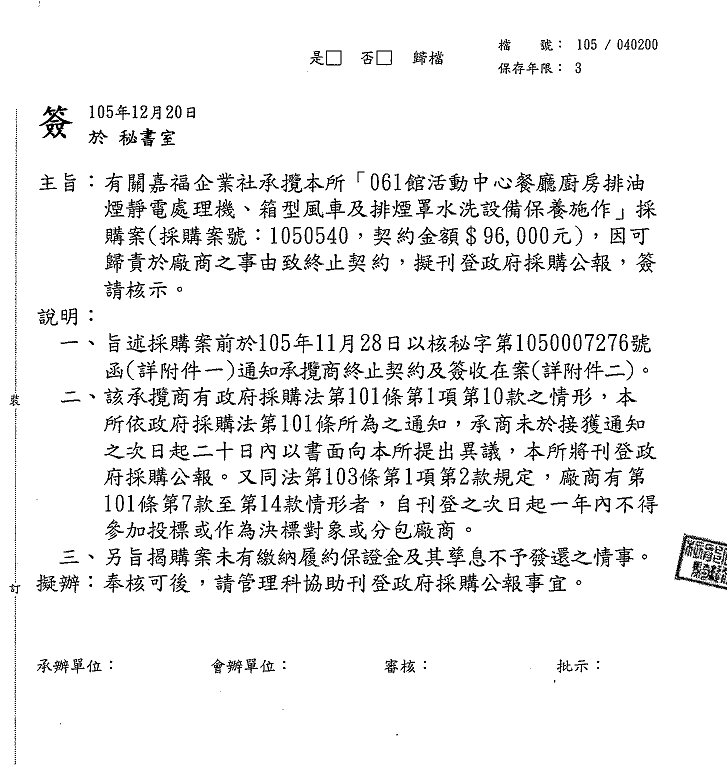 是□ 否□ 歸檔
檔 號：105 / 040200
保存年限：3
簽 105年12月20日
於 秘書室
主旨：有關嘉福企業社承攬本所「061館活動中心餐廳廚房排油
煙靜電處理機、箱型風車及排煙罩水洗設備保養施作」採
購案(採購案號：1050540，契約金額＄96,000元)，因可
歸責於廠商之事由致終止契約，擬刊登政府採購公報，簽
請核示。
說明：
一、旨述採購案前於105年11月28日以核秘字第1050007276號
函(詳附件一)通知承攬商終止契約及簽收在案(詳附件二)。
二、該承攬商有政府採購法第101條第1項第10款之情形，本
所依政府採購法第101條所為之通知，承商未於接獲通知
之次日起二十日內以書面向本所提出異議，本所將刊登政
府採購公報。又同法第103條第1項第2款規定，廠商有第
101條第7款至第14款情形者，自刊登之次日起一年內不得
參加投標或作為決標對象或分包廠商。
三、另旨揭購案未有繳納履約保證金及其孳息不予發還之情事。
擬辦：奉核可後，請管理科協助刊登政府採購公報事宜。
承辦單位： 會辦單位： 審核： 批示：
裝
訂